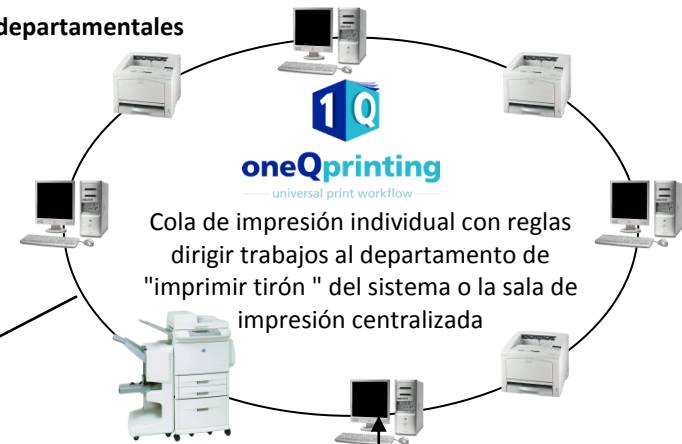 departamentales
1Q
oneQprinting
universal print workflow
Cola de impresión individual con reglas
dirigir trabajos al departamento de
"imprimir tirón " del sistema o la sala de
impresión centralizada